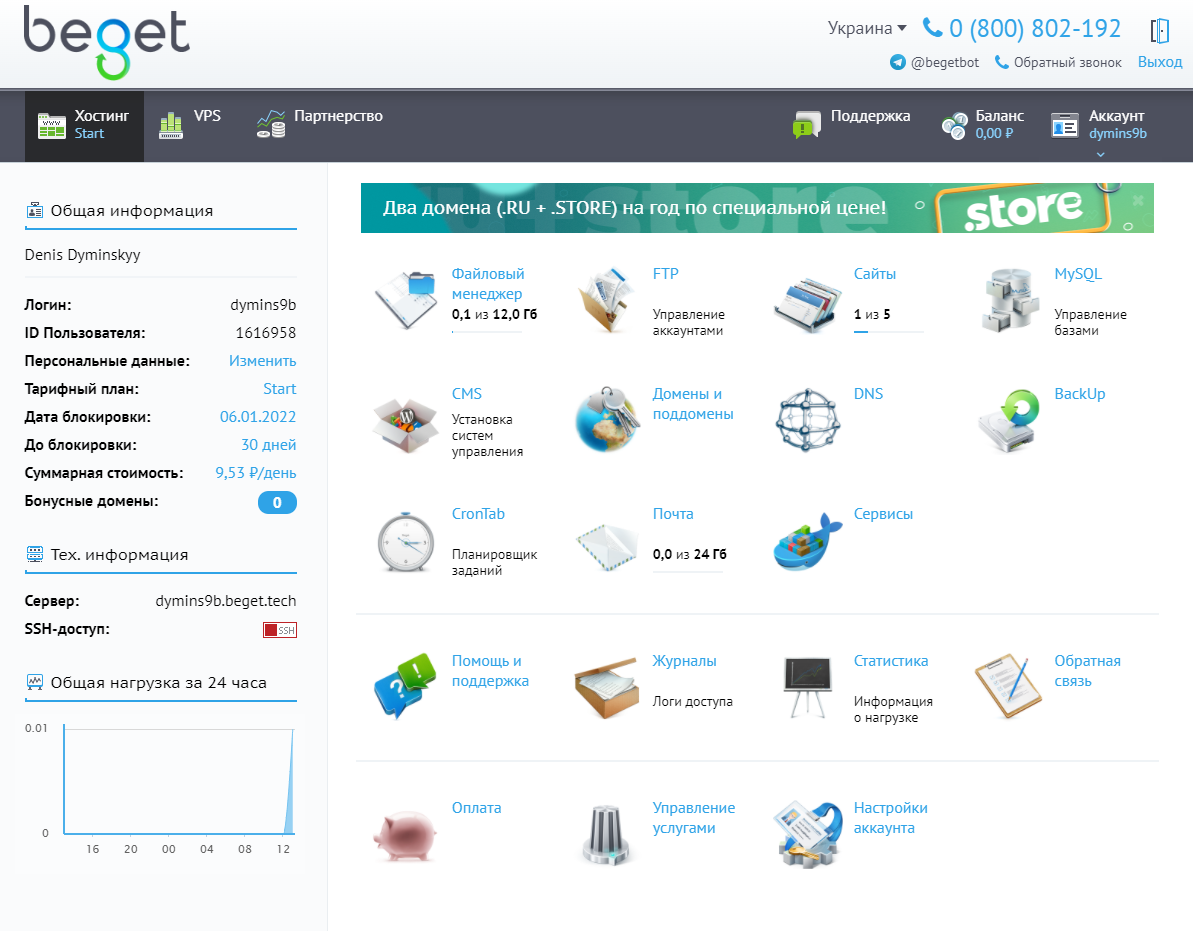 beget
Украина
0 (800) 802-192
@begetbot
Обратный звонок
Выход
Хостинг
Start
VPS
Партнерство
Поддержка
Баланс
0,00 ₽
Аккаунт
dymins9b
Общая информация
Denis Dyminskyy
Логин: dymins9b
ID Пользователя: 1616958
Персональные данные: Изменить
Тарифный план: Start
Дата блокировки: 06.01.2022
До блокировки: 30 дней
Суммарная стоимость: 9,53 ₽/день
Бонусные домены: 0
Тех. информация
Сервер: dymins9b.beget.tech
SSH-доступ: SSH
Общая нагрузка за 24 часа
0.01
0
16 20 00 04 08 12
Два домена (.RU + .STORE) на год по специальной цене!
.store
Файловый
менеджер
0,1 из 12,0 Гб
FTP
Управление
аккаунтами
Сайты
1 из 5
MySQL
Управление
базами
CMS
Установка
систем
управления
Домены и
поддомены
DNS
BackUp
CronTab
Планировщик
заданий
Почта
0,0 из 24 Гб
Сервисы
Помощь и
поддержка
Журналы
Логи доступа
Статистика
Информация
о нагрузке
Обратная
связь
Оплата
Управление
услугами
Настройки
аккаунта